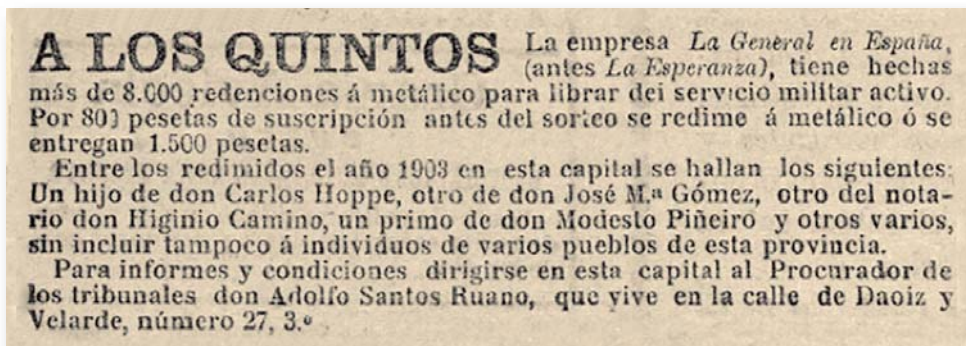 A LOS QUINTOS La empresa La General en España,
(antes La Esperanza), tiene hechas
más de 8.000 redenciones á metálico para librar del servicio militar activo.
Por 800 pesetas de suscripción antes del sorteo se redime á metálico ó se
entregan 1.500 pesetas.
Entre los redimidos el año 1903 en esta capital se hallan los siguientes:
Un hijo de don Carlos Hoppe, otro de don José M.ª Gómez, otro del nota-
rio don Higinio Camino, un primo de don Modesto Piñeiro y otros varios,
sin incluir tampoco á individuos de varios pueblos de esta provincia.
Para informes y condiciones dirigirse en esta capital al Procurador de
los tribunales don Adolfo Santos Ruano, que vive en la calle de Daoiz y
Velarde, número 27, 3.º